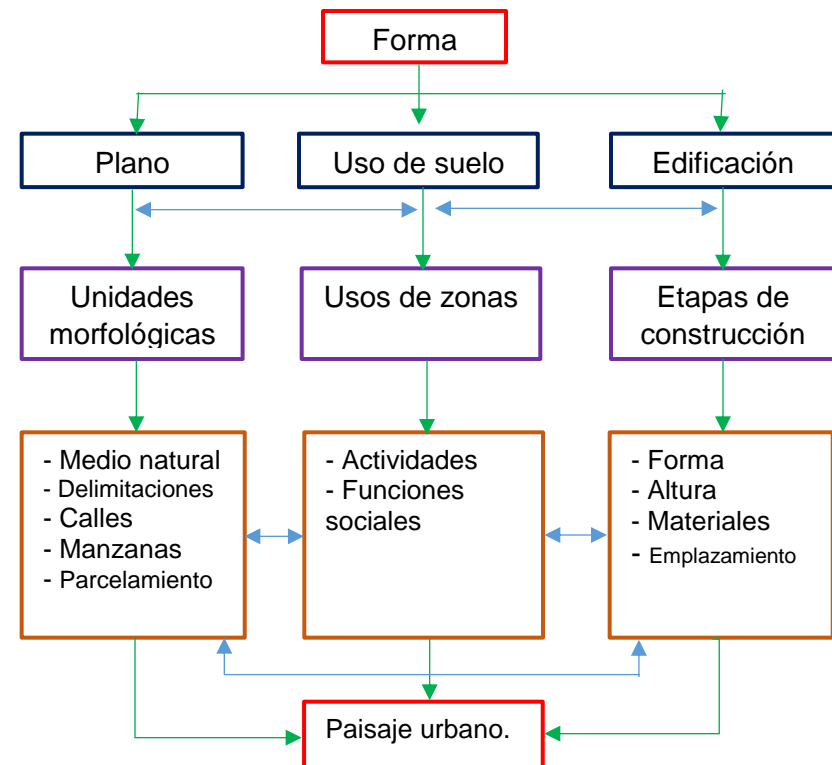 Forma
Plano
Uso de suelo
Edificación
Unidades
morfológicas
Usos de zonas
Etapas de
construcción
- Medio natural
- Delimitaciones
- Calles
- Manzanas
- Parcelamiento
- Actividades
- Funciones
sociales
- Forma
- Altura
- Materiales
- Emplazamiento
Paisaje urbano.